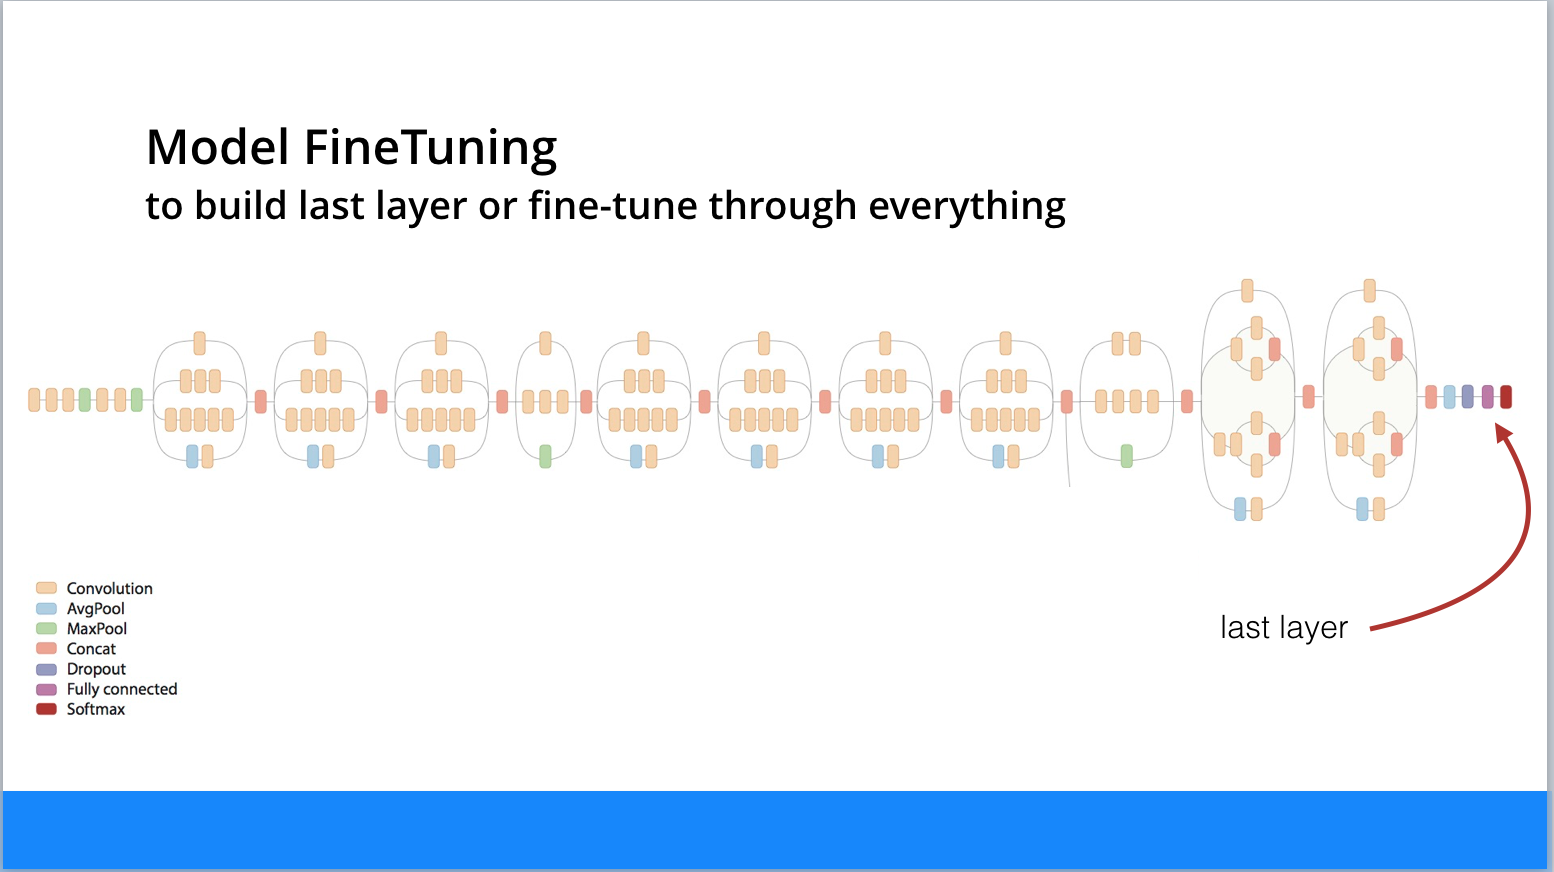 Model FineTuning
to build last layer or fine-tune through everything
Convolution
AvgPool
MaxPool
Concat
Dropout
Fully connected
Softmax
last layer